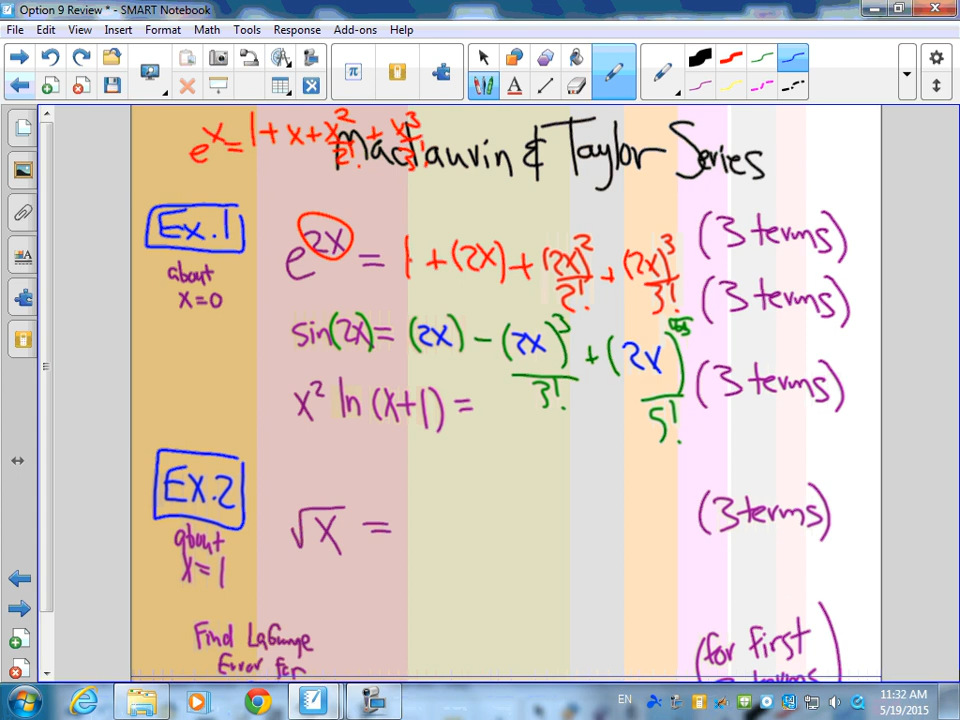 Option 9 Review * - SMART Notebook
File Edit View Insert Format Math Tools Response Add-ons Help
e^x = 1 + x + x^2/2! + x^3/3!
Maclaurin & Taylor Series
Ex.1
about
x=0
e^2x = 1 + (2x) + (2x)^2/2! + (2x)^3/3!
(3 terms)
sin(2x) = (2x) - (2x)^3/3! + (2x)/5!
(3 terms)
x^2 ln (x+1) =
(3 terms)
Ex.2
about
x=1
√x =
(3 terms)
Find LaGrange
Error for
(for first
terms
EN
11:32 AM
5/19/2015